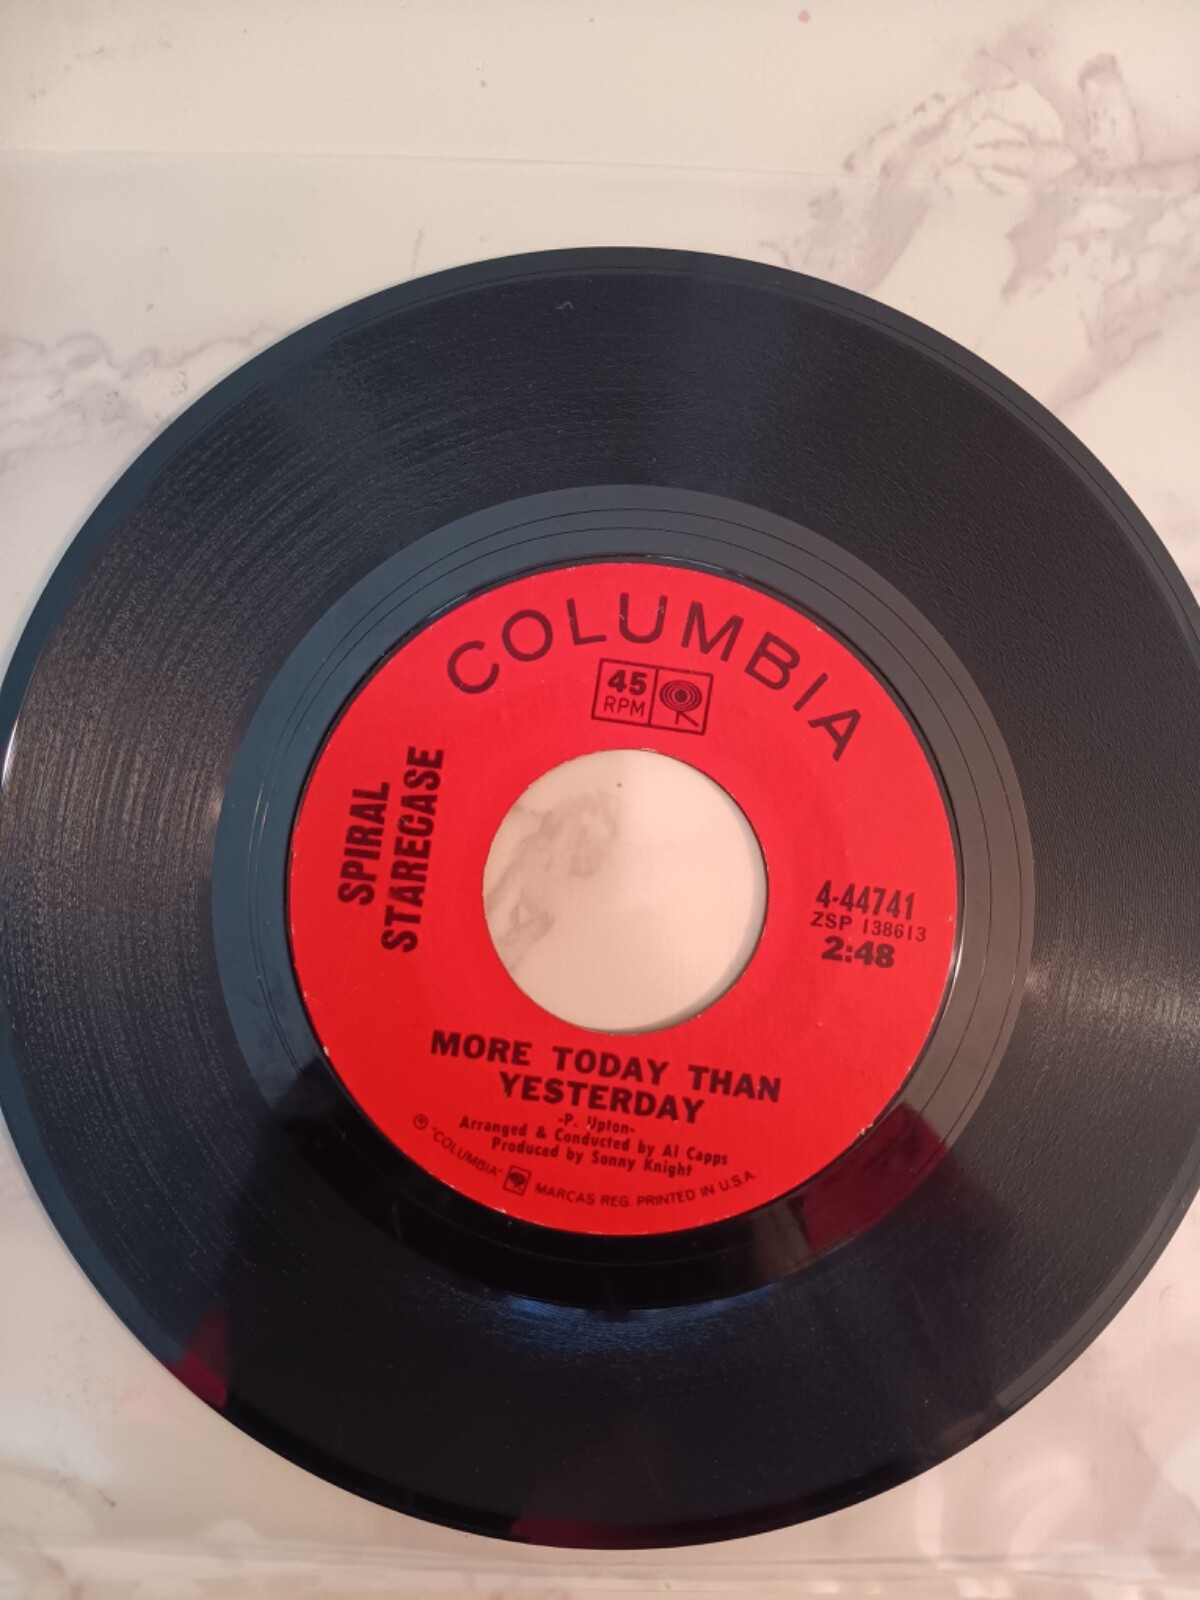 COLUMBIA
45
RPM
SPIRAL
STARECASE
4-44741
ZSP 138613
2:48
MORE TODAY THAN
YESTERDAY
-P. Upton-
Arranged & Conducted by Al Capps
Produced by Sonny Knight
℗ "COLUMBIA" MARCAS REG. PRINTED IN U.S.A.